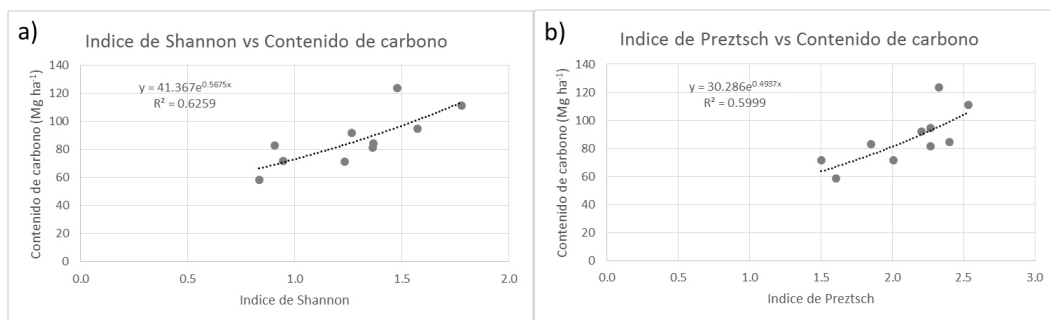 a)
Indice de Shannon vs Contenido de carbono
Contenido de carbono (Mg ha⁻¹)
140
120
100
80
60
40
20
0
y = 41.367e^0.5675x
R² = 0.6259
0.0 0.5 1.0 1.5 2.0
Indice de Shannon
b)
Indice de Preztsch vs Contenido de carbono
Contenido de carbono (Mg ha⁻¹)
140
120
100
80
60
40
20
0
y = 30.286e^0.4937x
R² = 0.5999
0.0 0.5 1.0 1.5 2.0 2.5 3.0
Indice de Preztsch